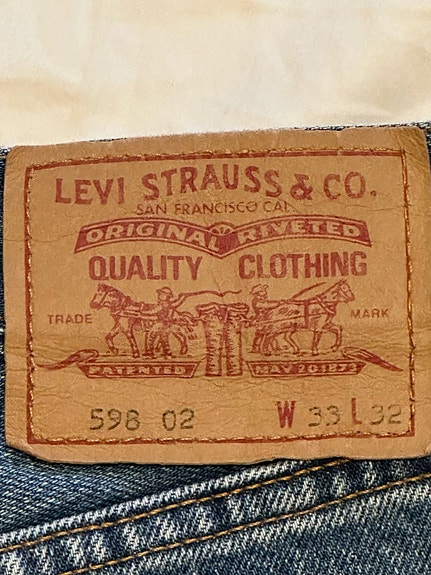 LEVI STRAUSS & CO.
SAN FRANCISCO CAL
ORIGINAL RIVETED
QUALITY CLOTHING
TRADE MARK
PATENTED MAY 20 1873
598 02 W 33 L 32